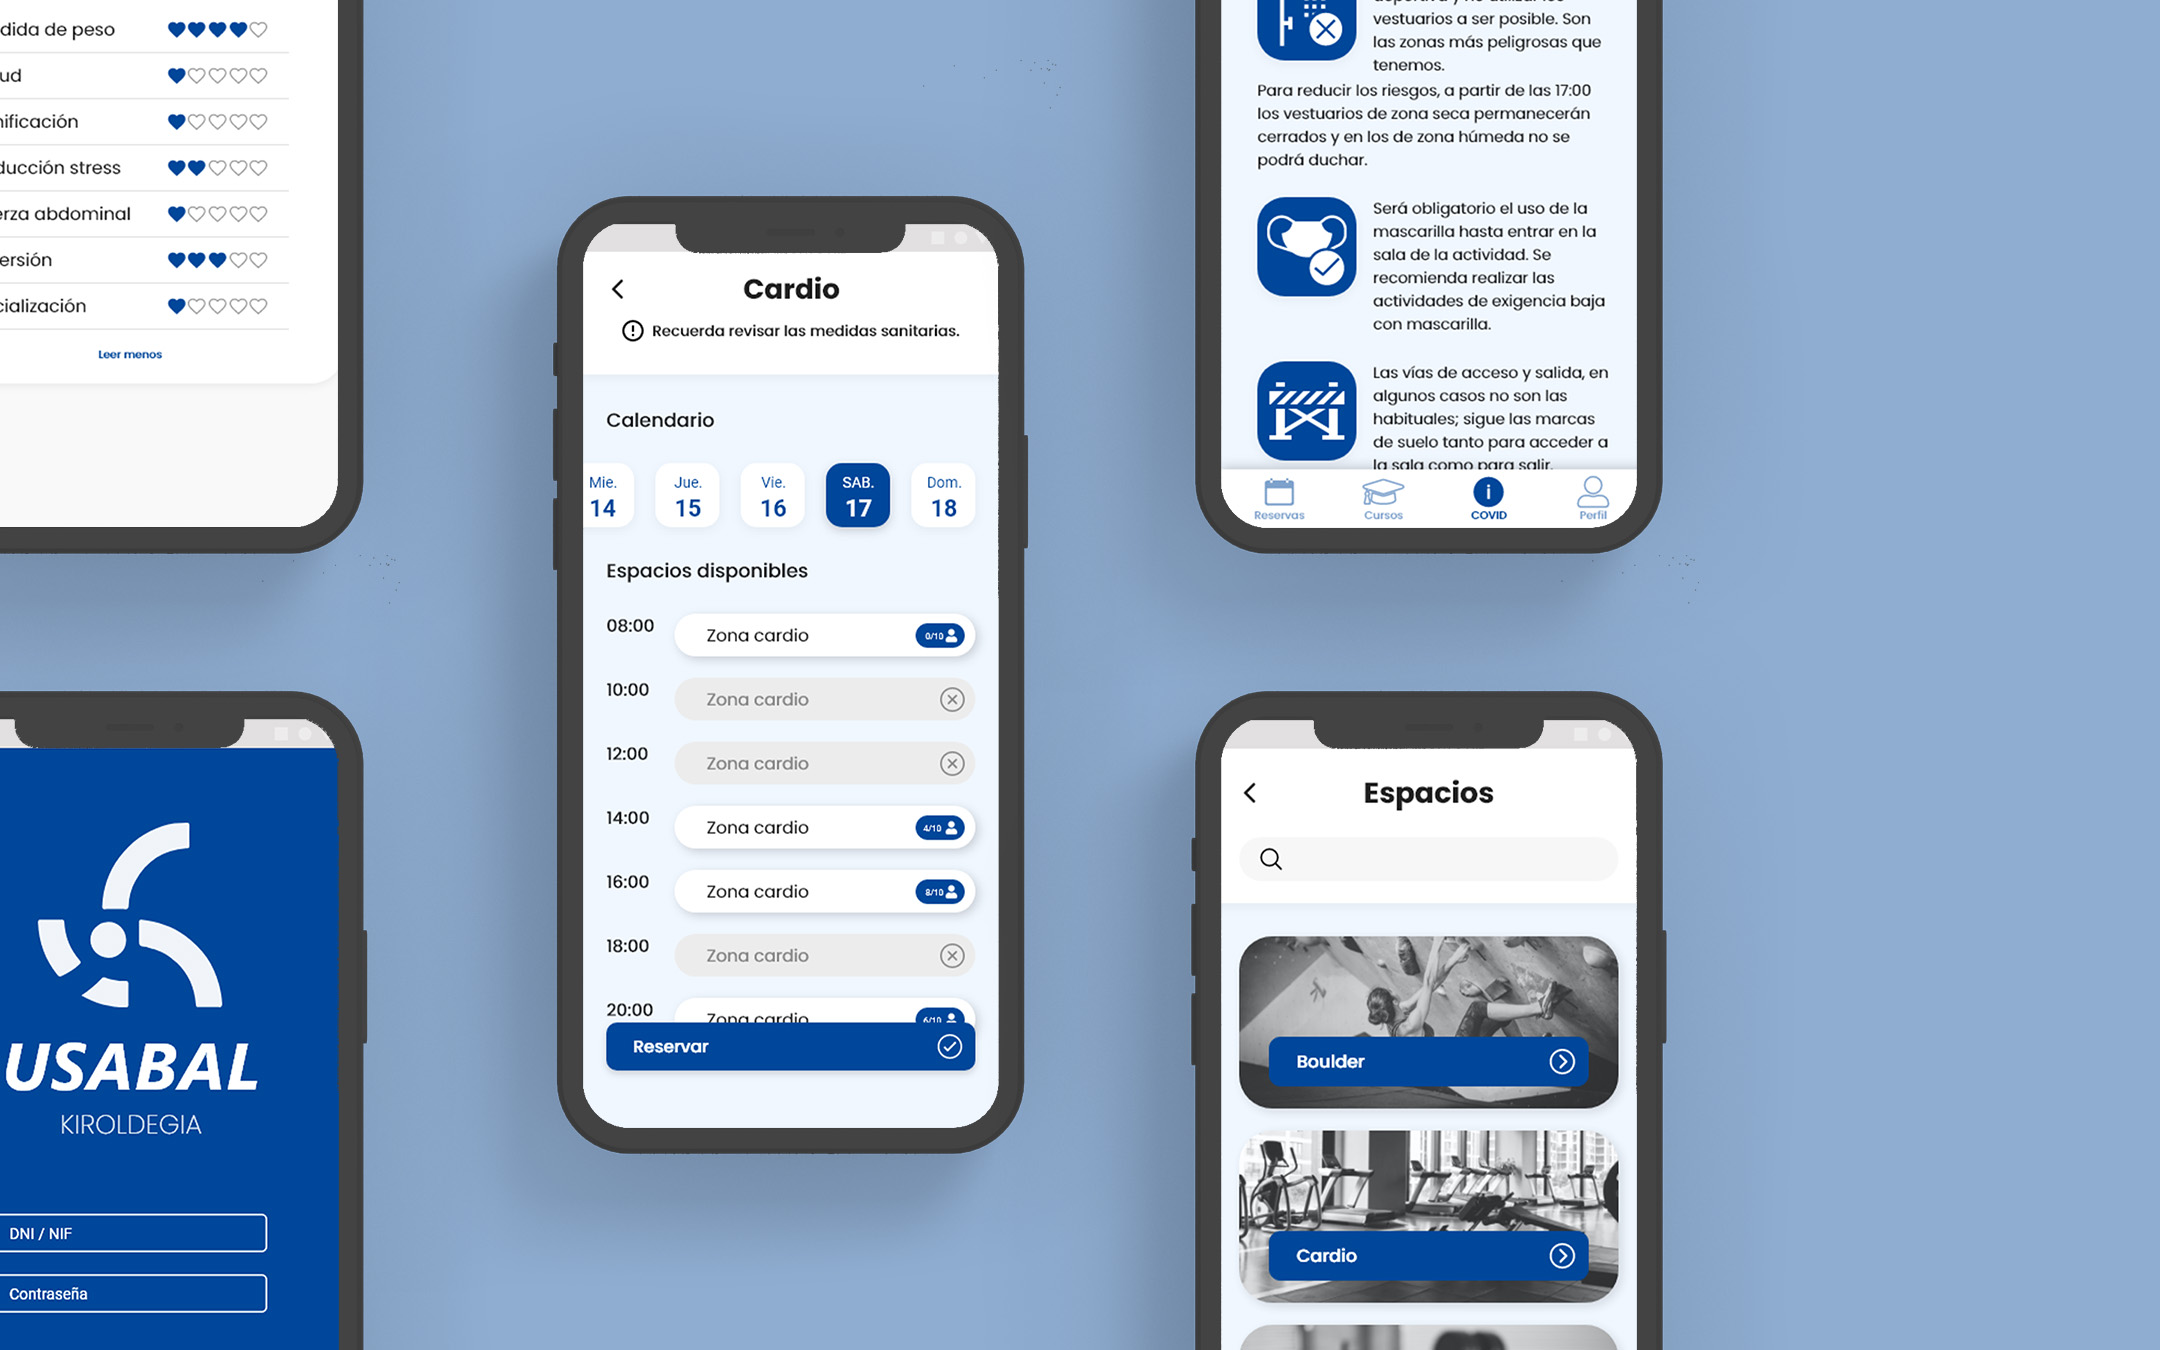 dida de peso
ud
nificación
ducción stress
erza abdominal
ersión
cialización
Leer menos
USABAL
KIROLDEGIA
DNI / NIF
Contraseña
Cardio
Recuerda revisar las medidas sanitarias.
Calendario
Mie. Jue. Vie. SAB. Dom.
14 15 16 17 18
Espacios disponibles
08:00 Zona cardio 0/10
10:00 Zona cardio
12:00 Zona cardio
14:00 Zona cardio 4/10
16:00 Zona cardio 8/10
18:00 Zona cardio
20:00 Zona cardio 6/10
Reservar
vestuarios a ser posible. Son
las zonas más peligrosas que
tenemos.
Para reducir los riesgos, a partir de las 17:00
los vestuarios de zona seca permanecerán
cerrados y en los de zona húmeda no se
podrá duchar.
Será obligatorio el uso de la
mascarilla hasta entrar en la
sala de la actividad. Se
recomienda realizar las
actividades de exigencia baja
con mascarilla.
Las vías de acceso y salida, en
algunos casos no son las
habituales; sigue las marcas
de suelo tanto para acceder a
la sala como para salir.
Reservas Cursos COVID Perfil
Espacios
Boulder
Cardio